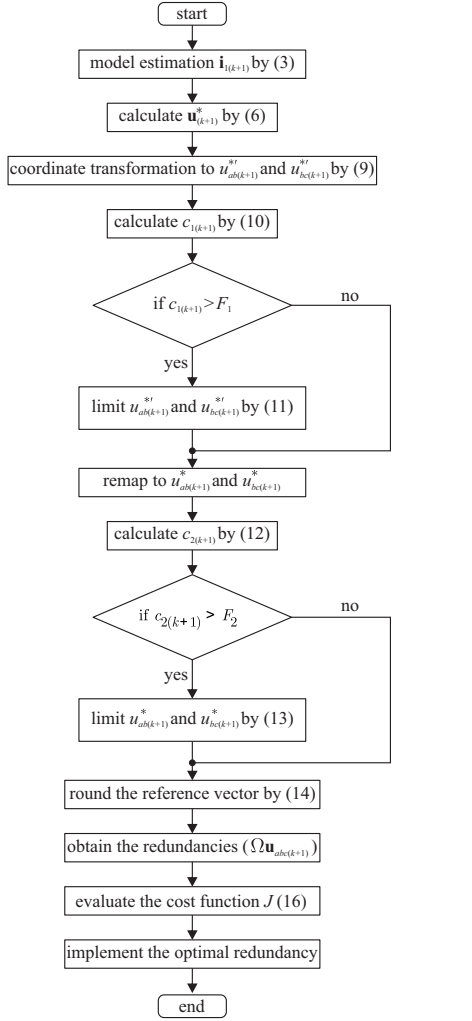 start
model estimation i₁₍ₖ₊₁₎ by (3)
calculate u*₍ₖ₊₁₎ by (6)
coordinate transformation to u*'ab(k+1) and u*'bc(k+1) by (9)
calculate c₁₍ₖ₊₁₎ by (10)
if c₁₍ₖ₊₁₎>F₁
no
yes
limit u*'ab(k+1) and u*'bc(k+1) by (11)
remap to u*ab(k+1) and u*bc(k+1)
calculate c₂₍ₖ₊₁₎ by (12)
if c₂₍ₖ₊₁₎ > F₂
no
yes
limit u*ab(k+1) and u*bc(k+1) by (13)
round the reference vector by (14)
obtain the redundancies (Ωuabc(k+1))
evaluate the cost function J (16)
implement the optimal redundancy
end